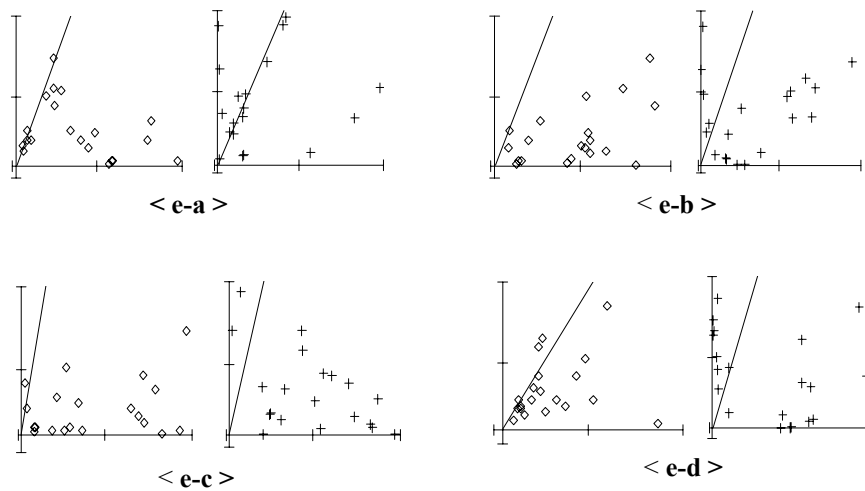 < e-a >
< e-b >
< e-c >
< e-d >